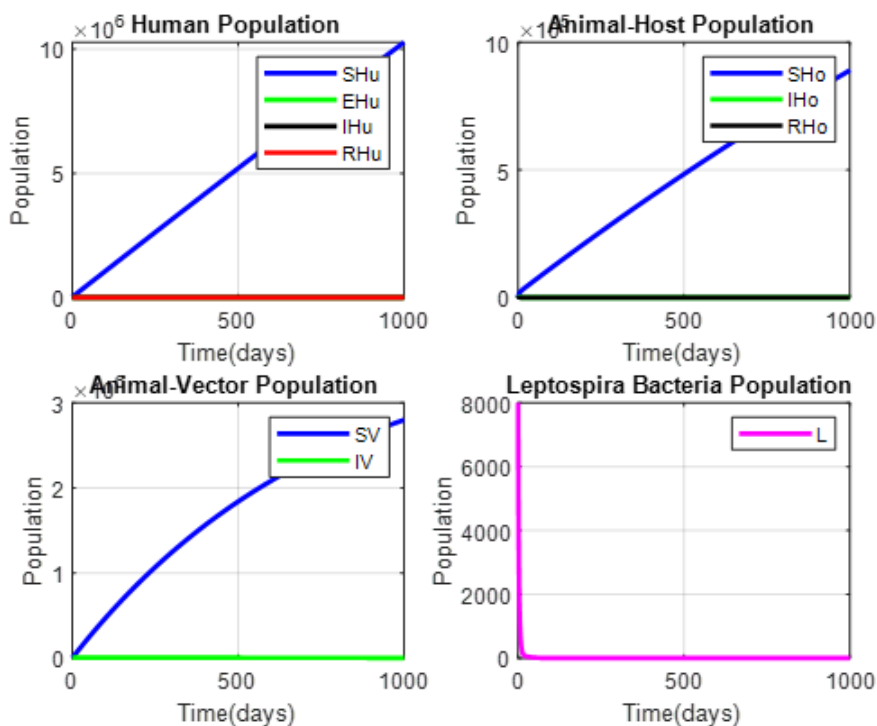 ×10^6 Human Population
10
5
0
Population
SHu
EHu
IHu
RHu
0 500 1000
Time(days)
Animal-Host Population
10
5
0
Population
SHo
IHo
RHo
0 500 1000
Time(days)
Animal-Vector Population
3
2
1
0
Population
SV
IV
0 500 1000
Time(days)
Leptospira Bacteria Population
8000
6000
4000
2000
0
Population
L
0 500 1000
Time(days)